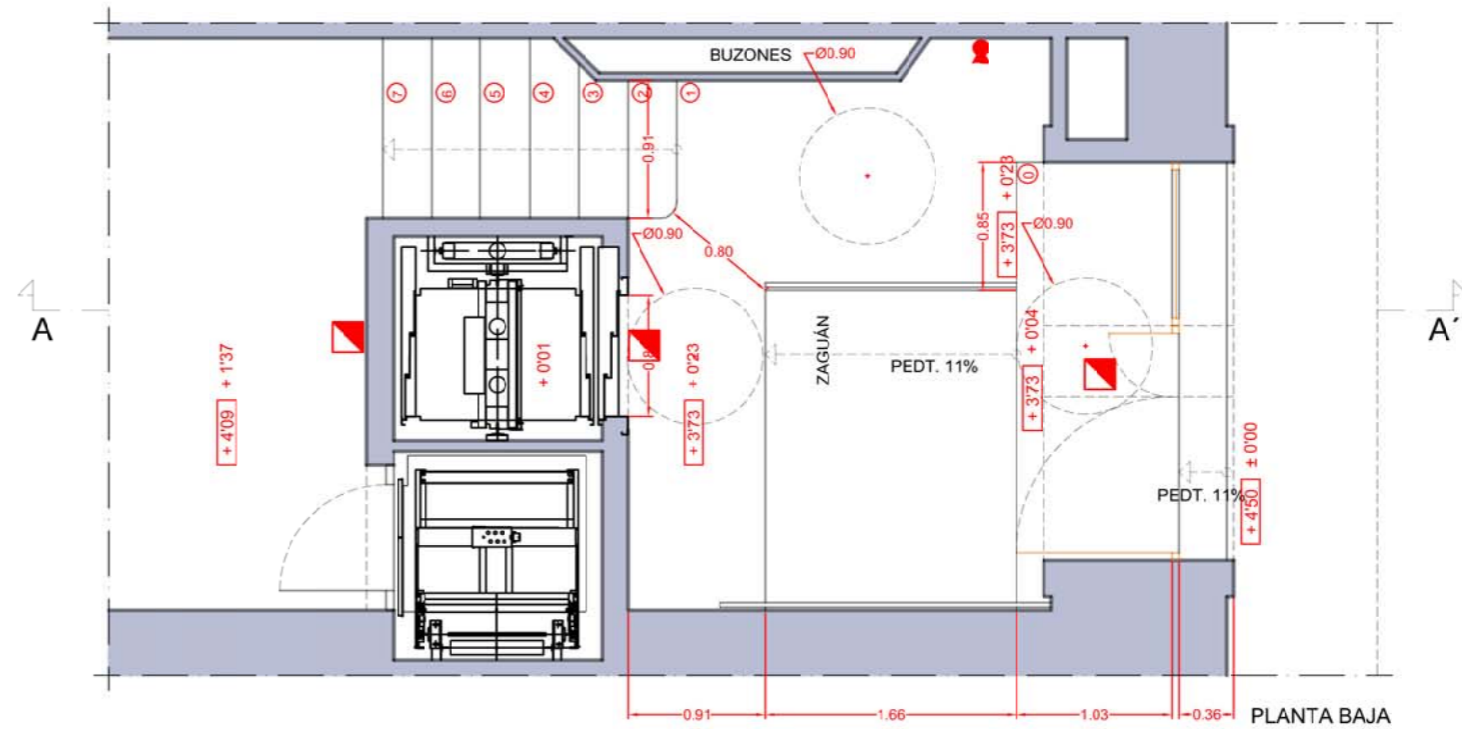 BUZONES
Ø0.90
7
6
5
4
3
2
1
0.91
Ø0.90
0.80
0.85
+ 3'73 + 0'23
0
Ø0.90
A
A´
+ 4'09 + 1'37
+ 0'01
0.8
+ 3'73 + 0'23
ZAGUÁN
PEDT. 11%
+ 3'73 + 0'04
PEDT. 11%
+ 4'50 ± 0'00
0.91
1.66
1.03
0.36
PLANTA BAJA